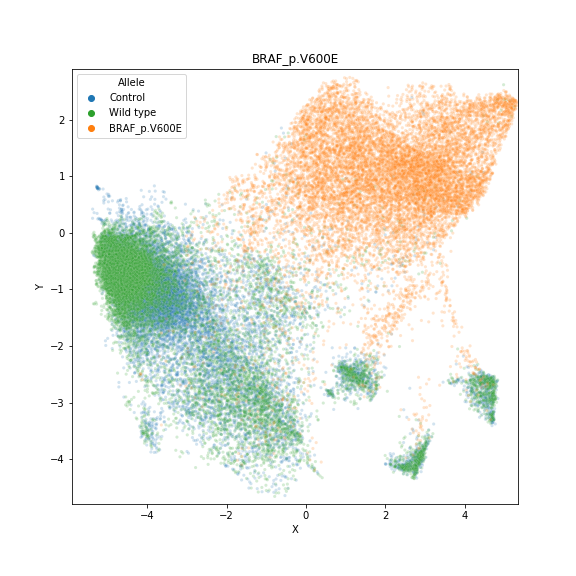 BRAF_p.V600E
Allele
Control
Wild type
BRAF_p.V600E
2
1
0
−1
−2
−3
−4
Y
−4
−2
0
2
4
X